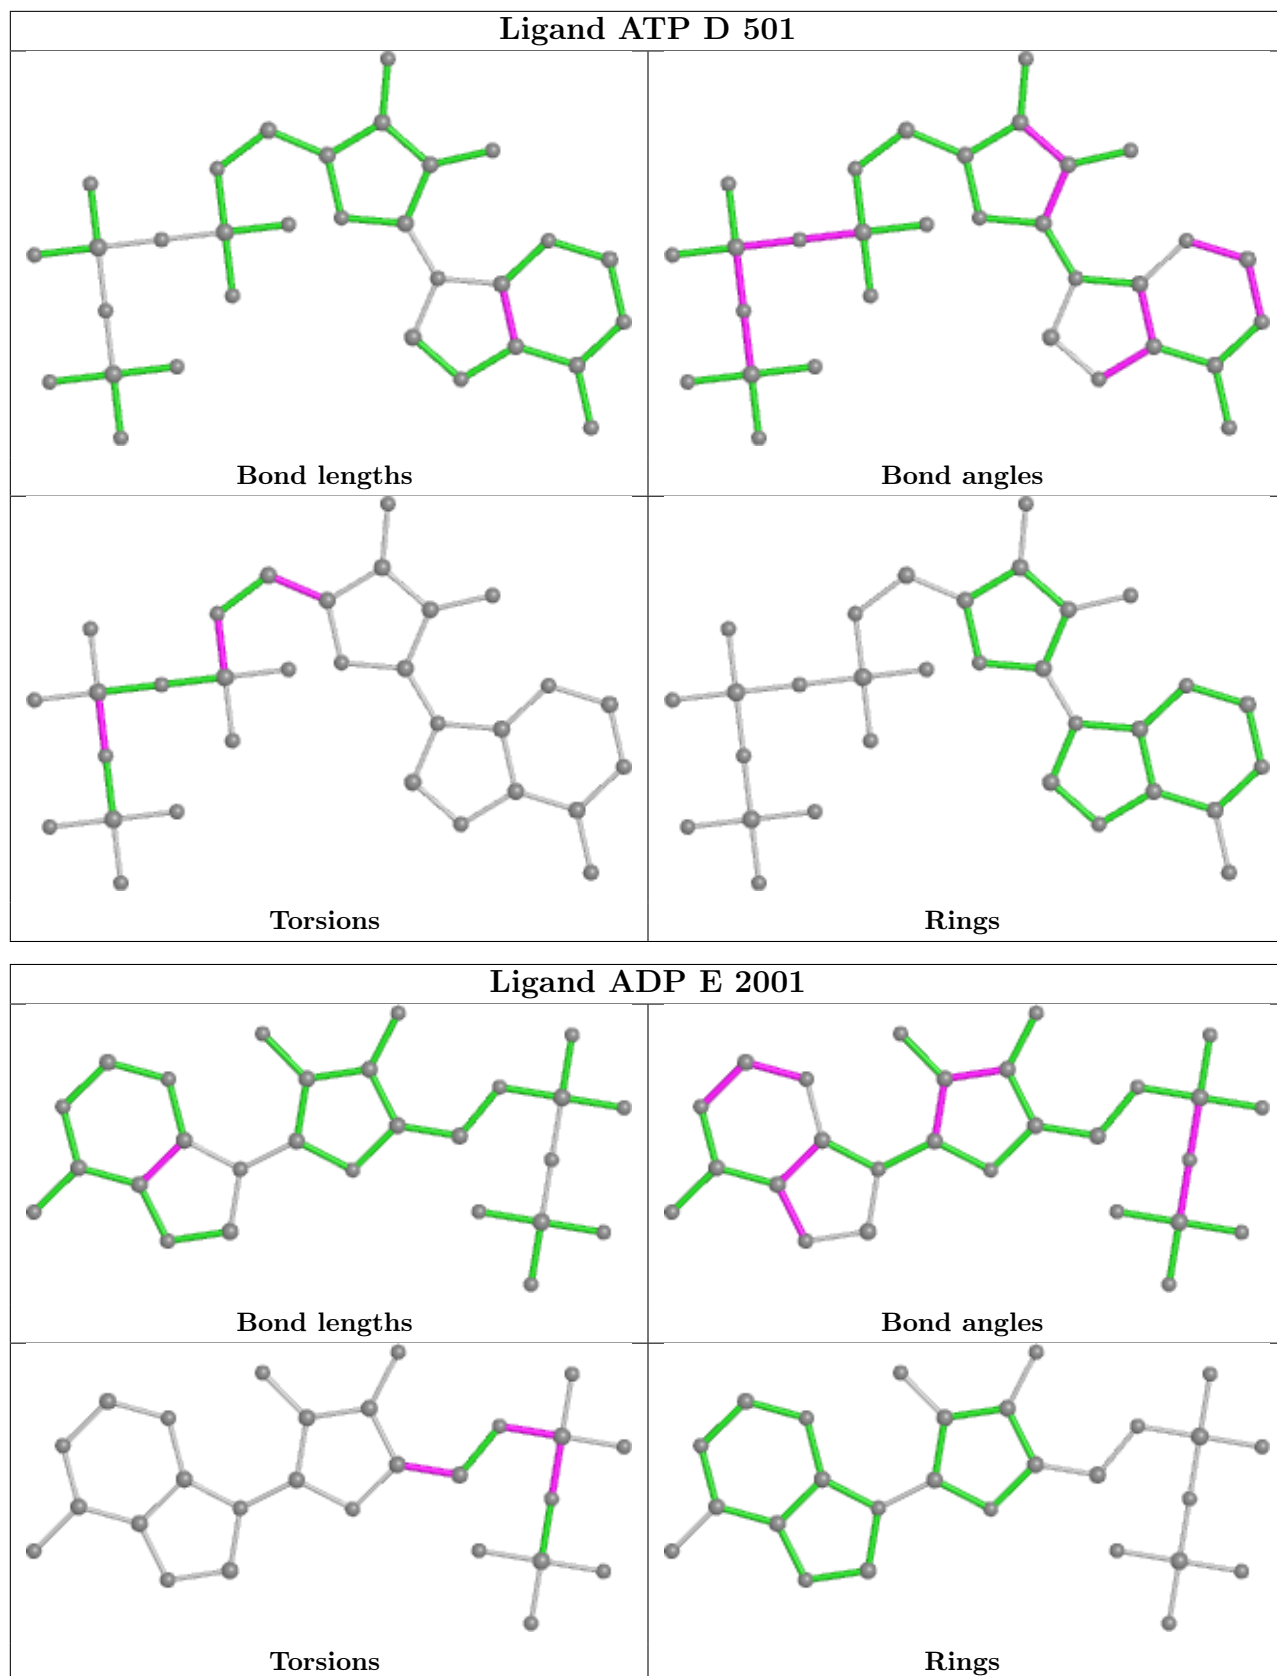 Ligand ATP D 501
Bond lengths
Bond angles
Torsions
Rings
Ligand ADP E 2001
Bond lengths
Bond angles
Torsions
Rings